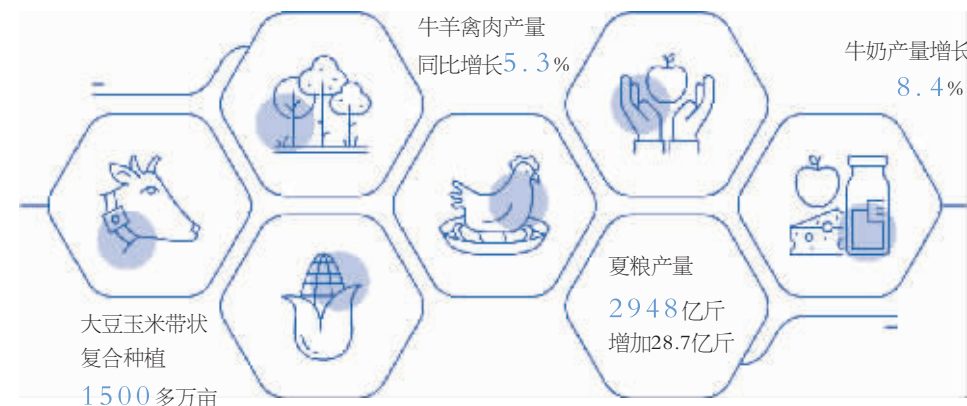 牛羊禽肉产量
同比增长5.3%
牛奶产量增长
8.4%
夏粮产量
2948亿斤
增加28.7亿斤
大豆玉米带状
复合种植
1500多万亩